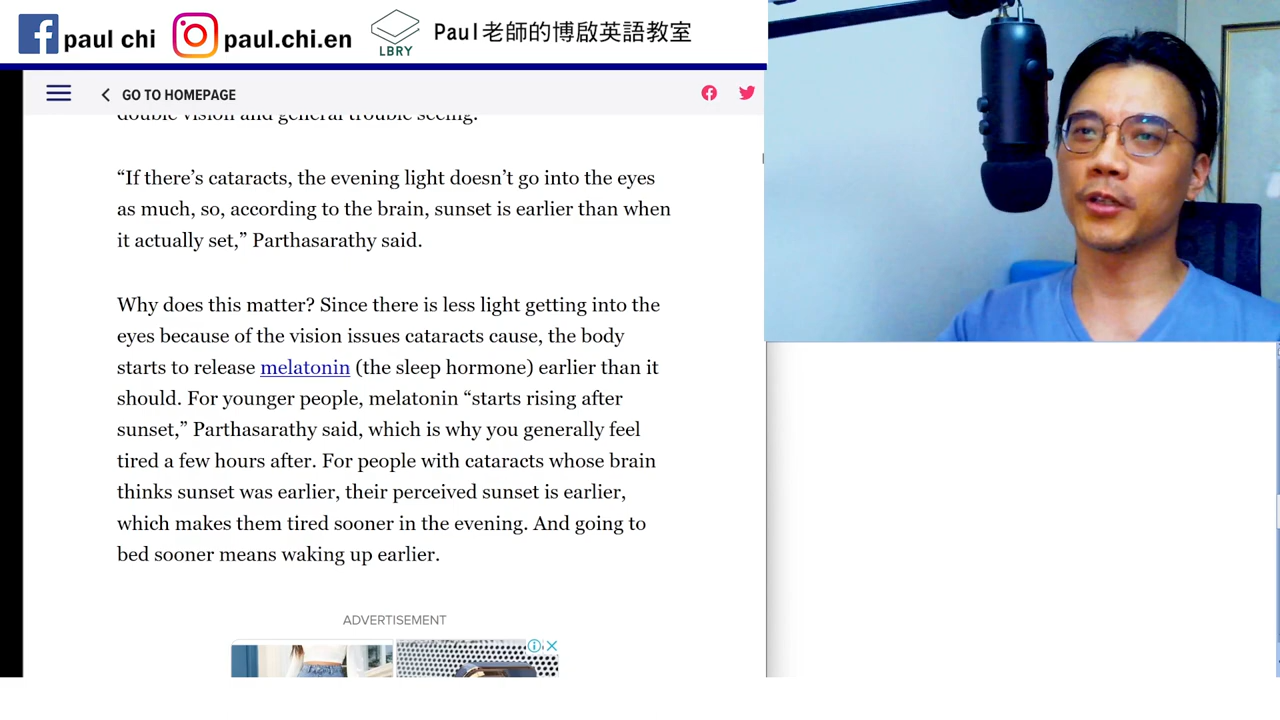 paul chi
paul.chi.en
LBRY
Paul老師的博啟英語教室
GO TO HOMEPAGE
double vision and general trouble seeing.
“If there’s cataracts, the evening light doesn’t go into the eyes
as much, so, according to the brain, sunset is earlier than when
it actually set,” Parthasarathy said.
Why does this matter? Since there is less light getting into the
eyes because of the vision issues cataracts cause, the body
starts to release melatonin (the sleep hormone) earlier than it
should. For younger people, melatonin “starts rising after
sunset,” Parthasarathy said, which is why you generally feel
tired a few hours after. For people with cataracts whose brain
thinks sunset was earlier, their perceived sunset is earlier,
which makes them tired sooner in the evening. And going to
bed sooner means waking up earlier.
ADVERTISEMENT